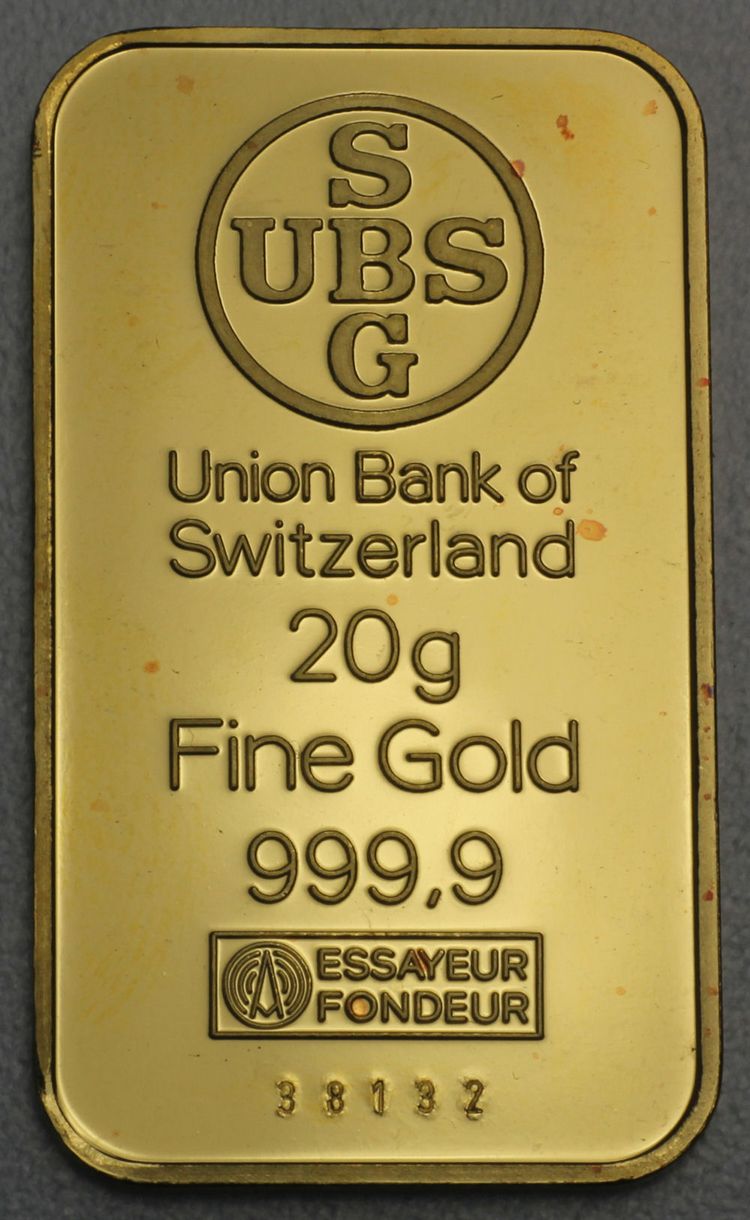 S
UBS
G
Union Bank of
Switzerland
20g
Fine Gold
999,9
ESSAYEUR
FONDEUR
38132